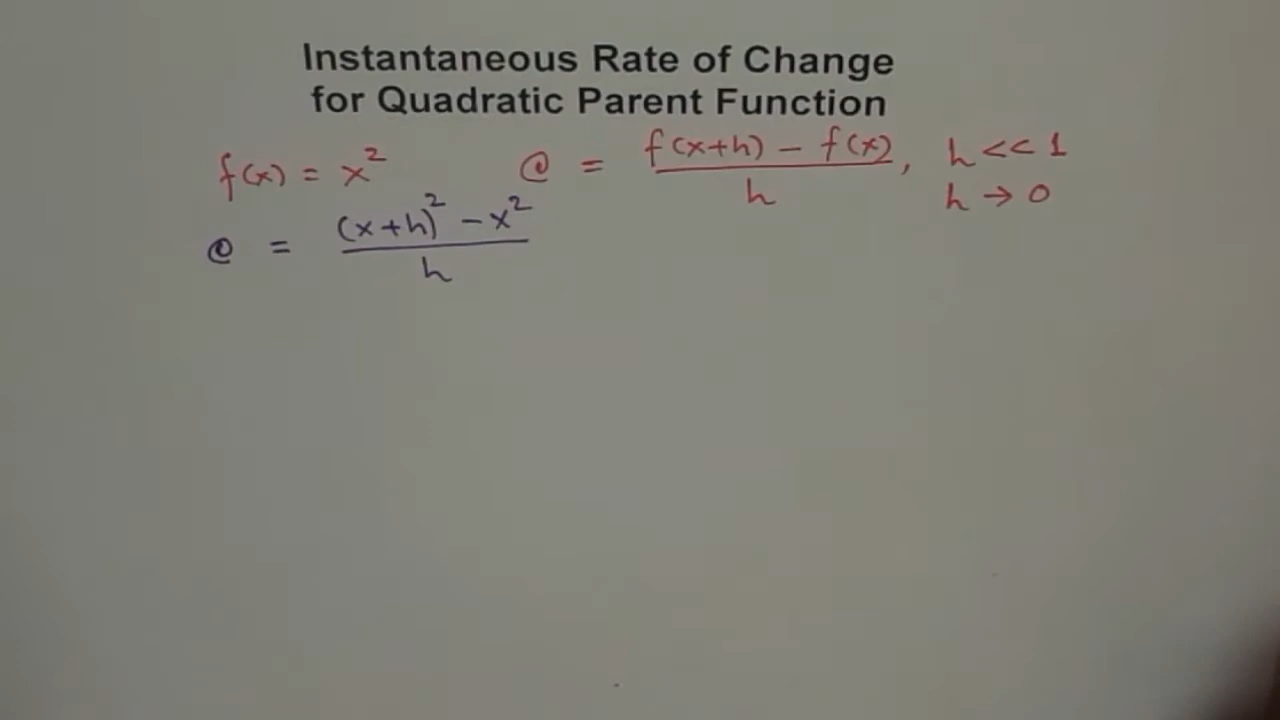 Instantaneous Rate of Change
for Quadratic Parent Function
f(x) = x² @ = f(x+h) - f(x) / h, h << 1
h → 0
@ = (x+h)² - x² / h